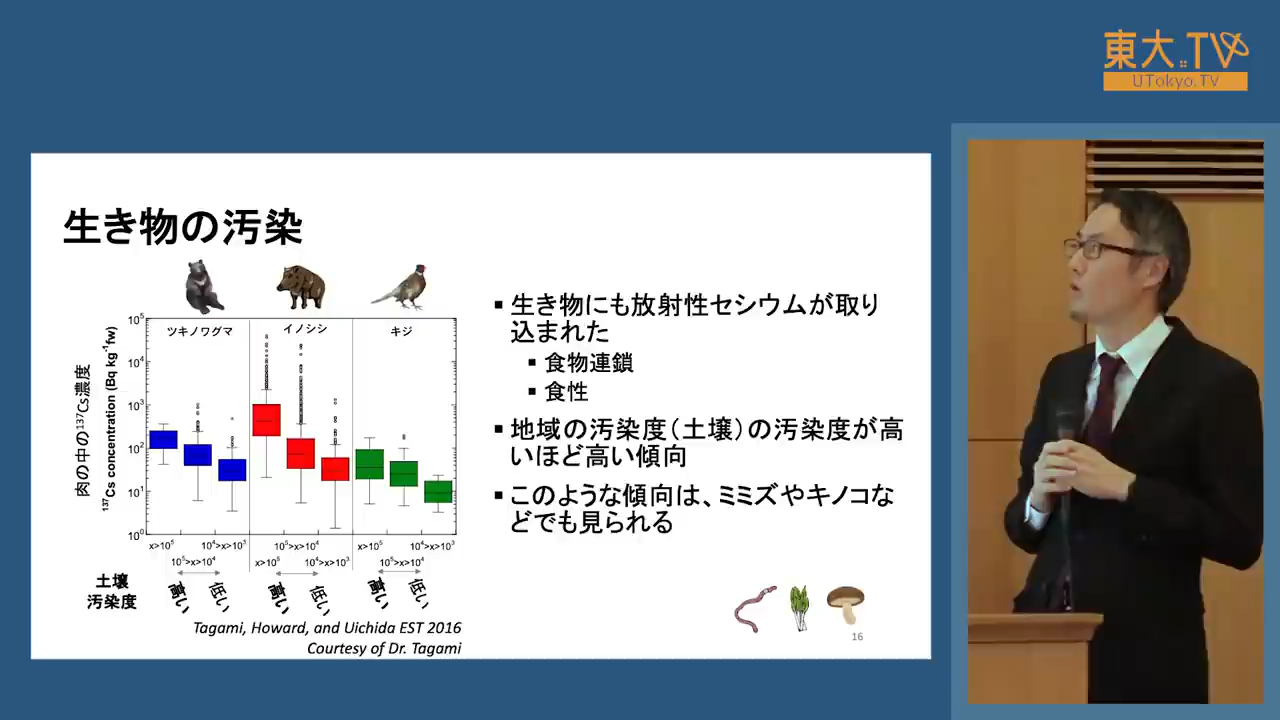 東大.TV
UTokyo.TV
生き物の汚染
ツキノワグマ
イノシシ
キジ
肉の中の¹³⁷Cs濃度
¹³⁷Cs concentration (Bq kg⁻¹fw)
10⁵
10⁴
10³
10²
10¹
10⁰
x>10⁵
10⁵>x>10⁴
10⁴>x>10³
x>10⁵
10⁵>x>10⁴
10⁴>x>10³
x>10⁵
10⁵>x>10⁴
10⁴>x>10³
土壌
汚染度
高い
低い
高い
低い
高い
低い
Tagami, Howard, and Uichida EST 2016
Courtesy of Dr. Tagami
▪ 生き物にも放射性セシウムが取り
込まれた
▪ 食物連鎖
▪ 食性
▪ 地域の汚染度（土壌）の汚染度が高
いほど高い傾向
▪ このような傾向は、ミミズやキノコな
どでも見られる
16